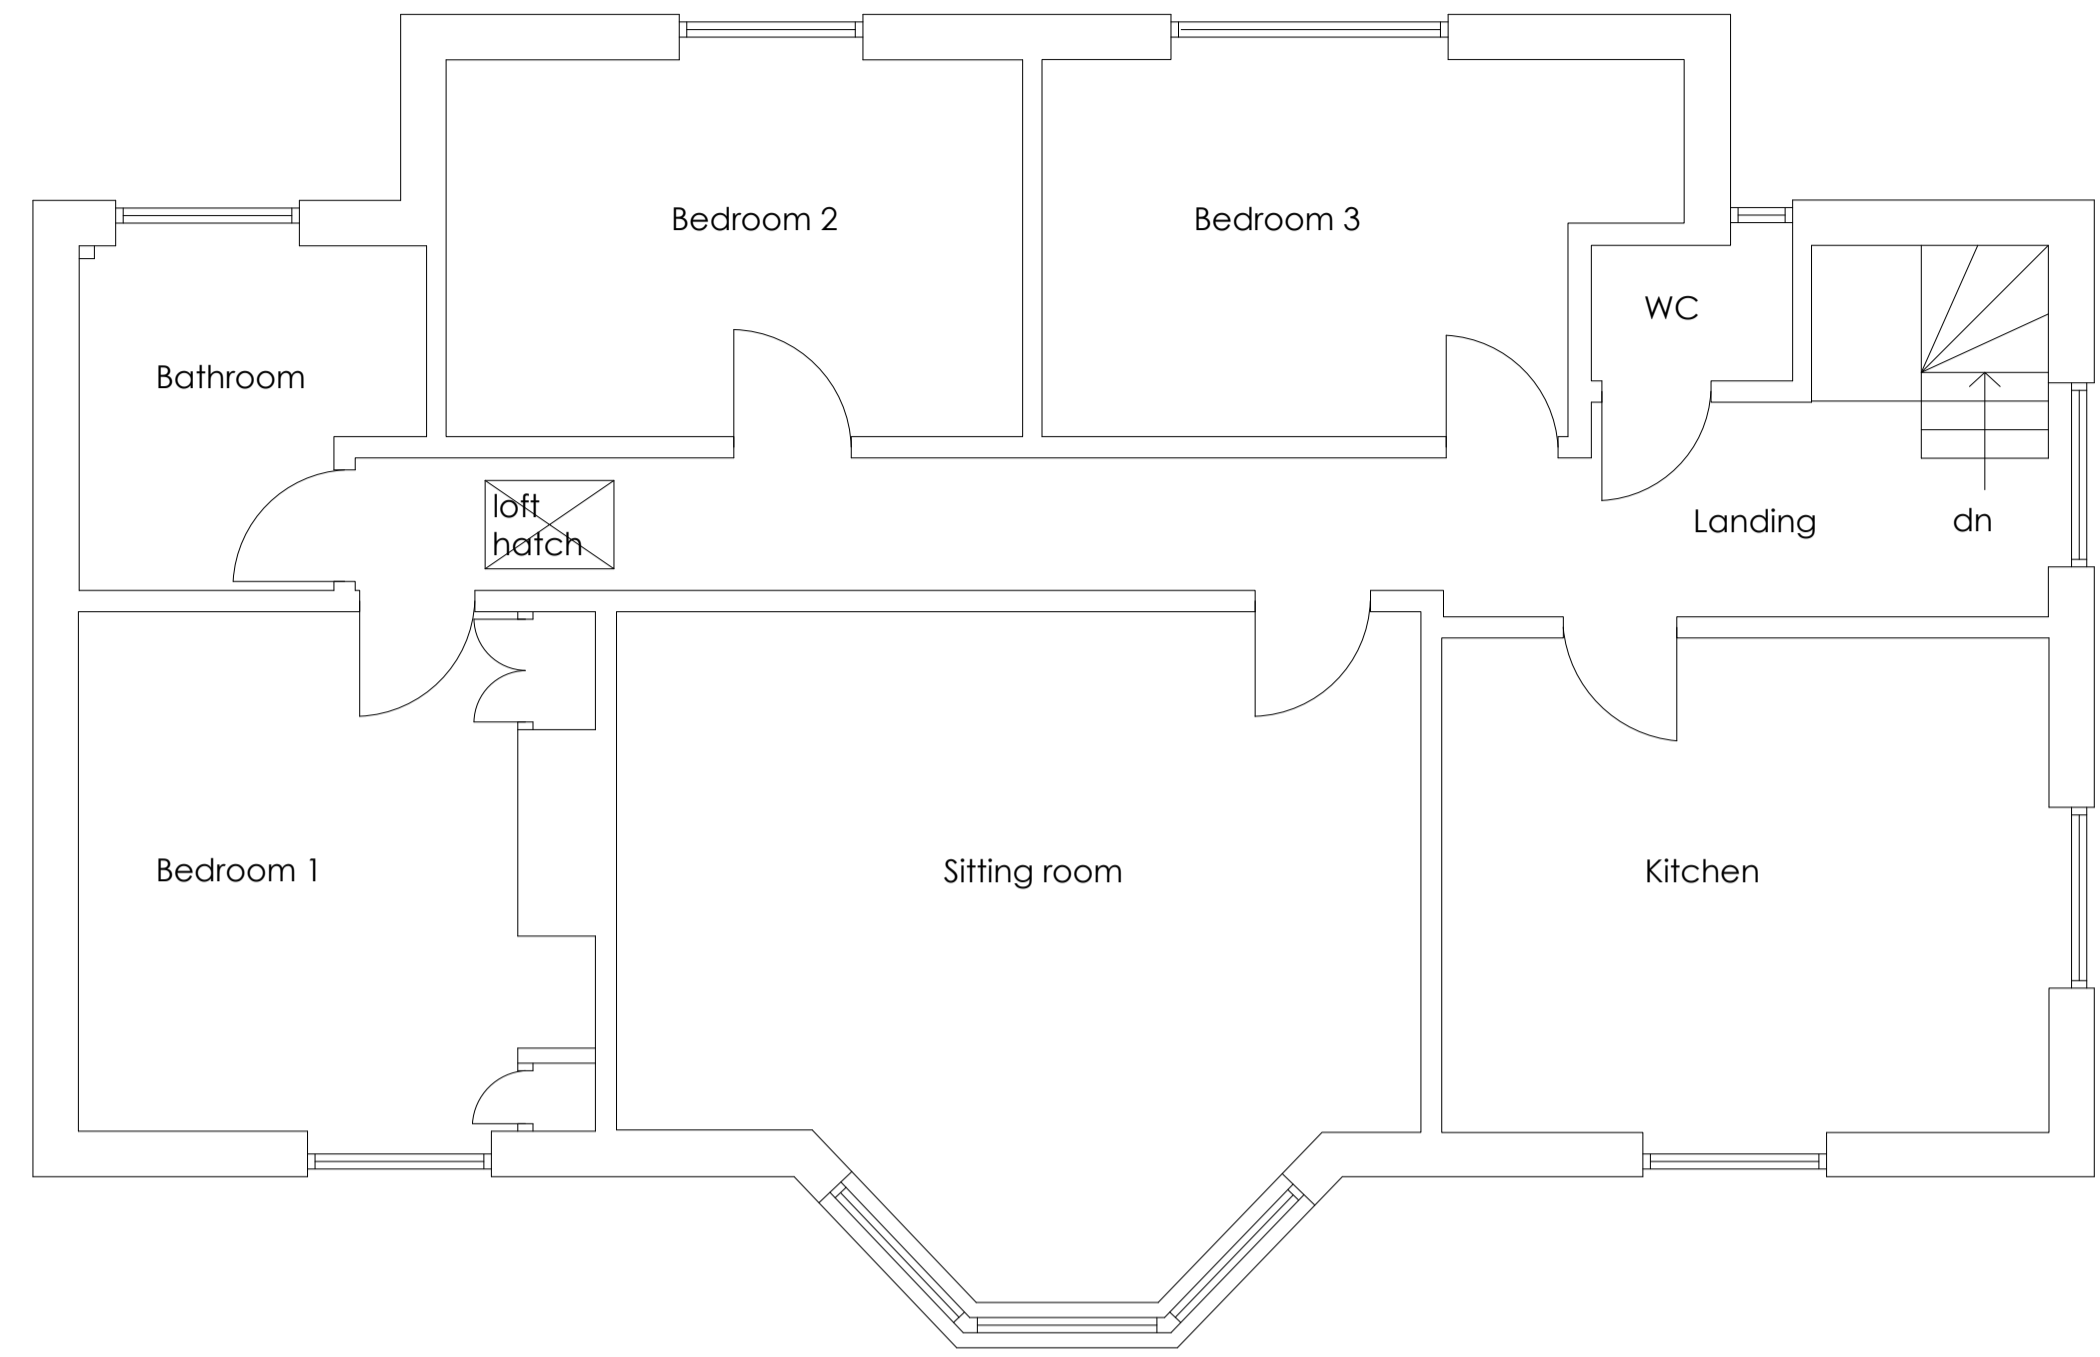 Bedroom 2
Bedroom 3
WC
Bathroom
loft
hatch
Landing
dn
Bedroom 1
Sitting room
Kitchen